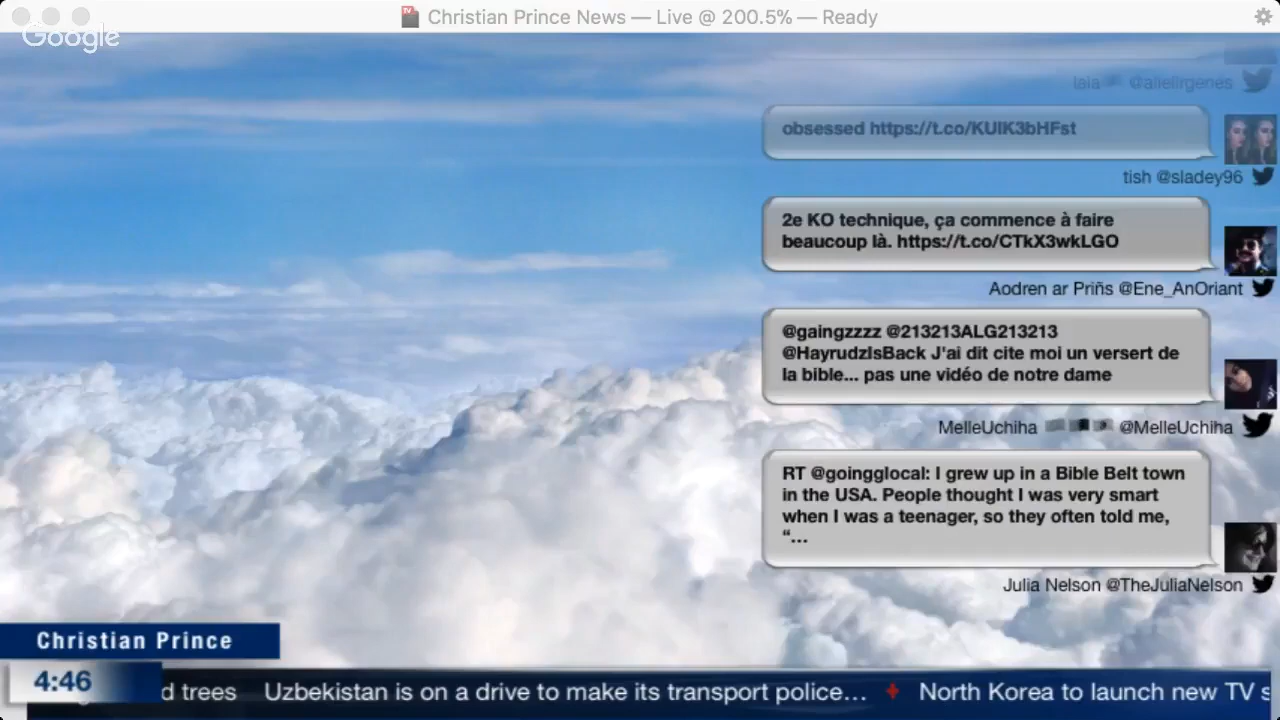 Christian Prince News — Live @ 200.5% — Ready
Google
laia @alielirgenes
obsessed https://t.co/KUlK3bHFst
tish @sladey96
2e KO technique, ça commence à faire
beaucoup là. https://t.co/CTkX3wkLGO
Aodren ar Priñs @Ene_AnOriant
@gaingzzzz @213213ALG213213
@HayrudzIsBack J'ai dit cite moi un versert de
la bible... pas une vidéo de notre dame
MelleUchiha @MelleUchiha
RT @goingglocal: I grew up in a Bible Belt town
in the USA. People thought I was very smart
when I was a teenager, so they often told me,
“…
Julia Nelson @TheJuliaNelson
Christian Prince
4:46
d trees Uzbekistan is on a drive to make its transport police… North Korea to launch new TV s